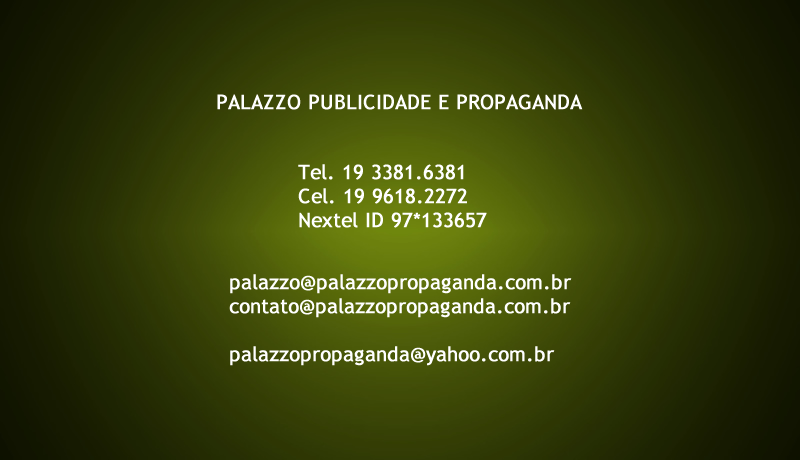 PALAZZO PUBLICIDADE E PROPAGANDA
Tel. 19 3381.6381
Cel. 19 9618.2272
Nextel ID 97*133657
palazzo@palazzopropaganda.com.br
contato@palazzopropaganda.com.br
palazzopropaganda@yahoo.com.br